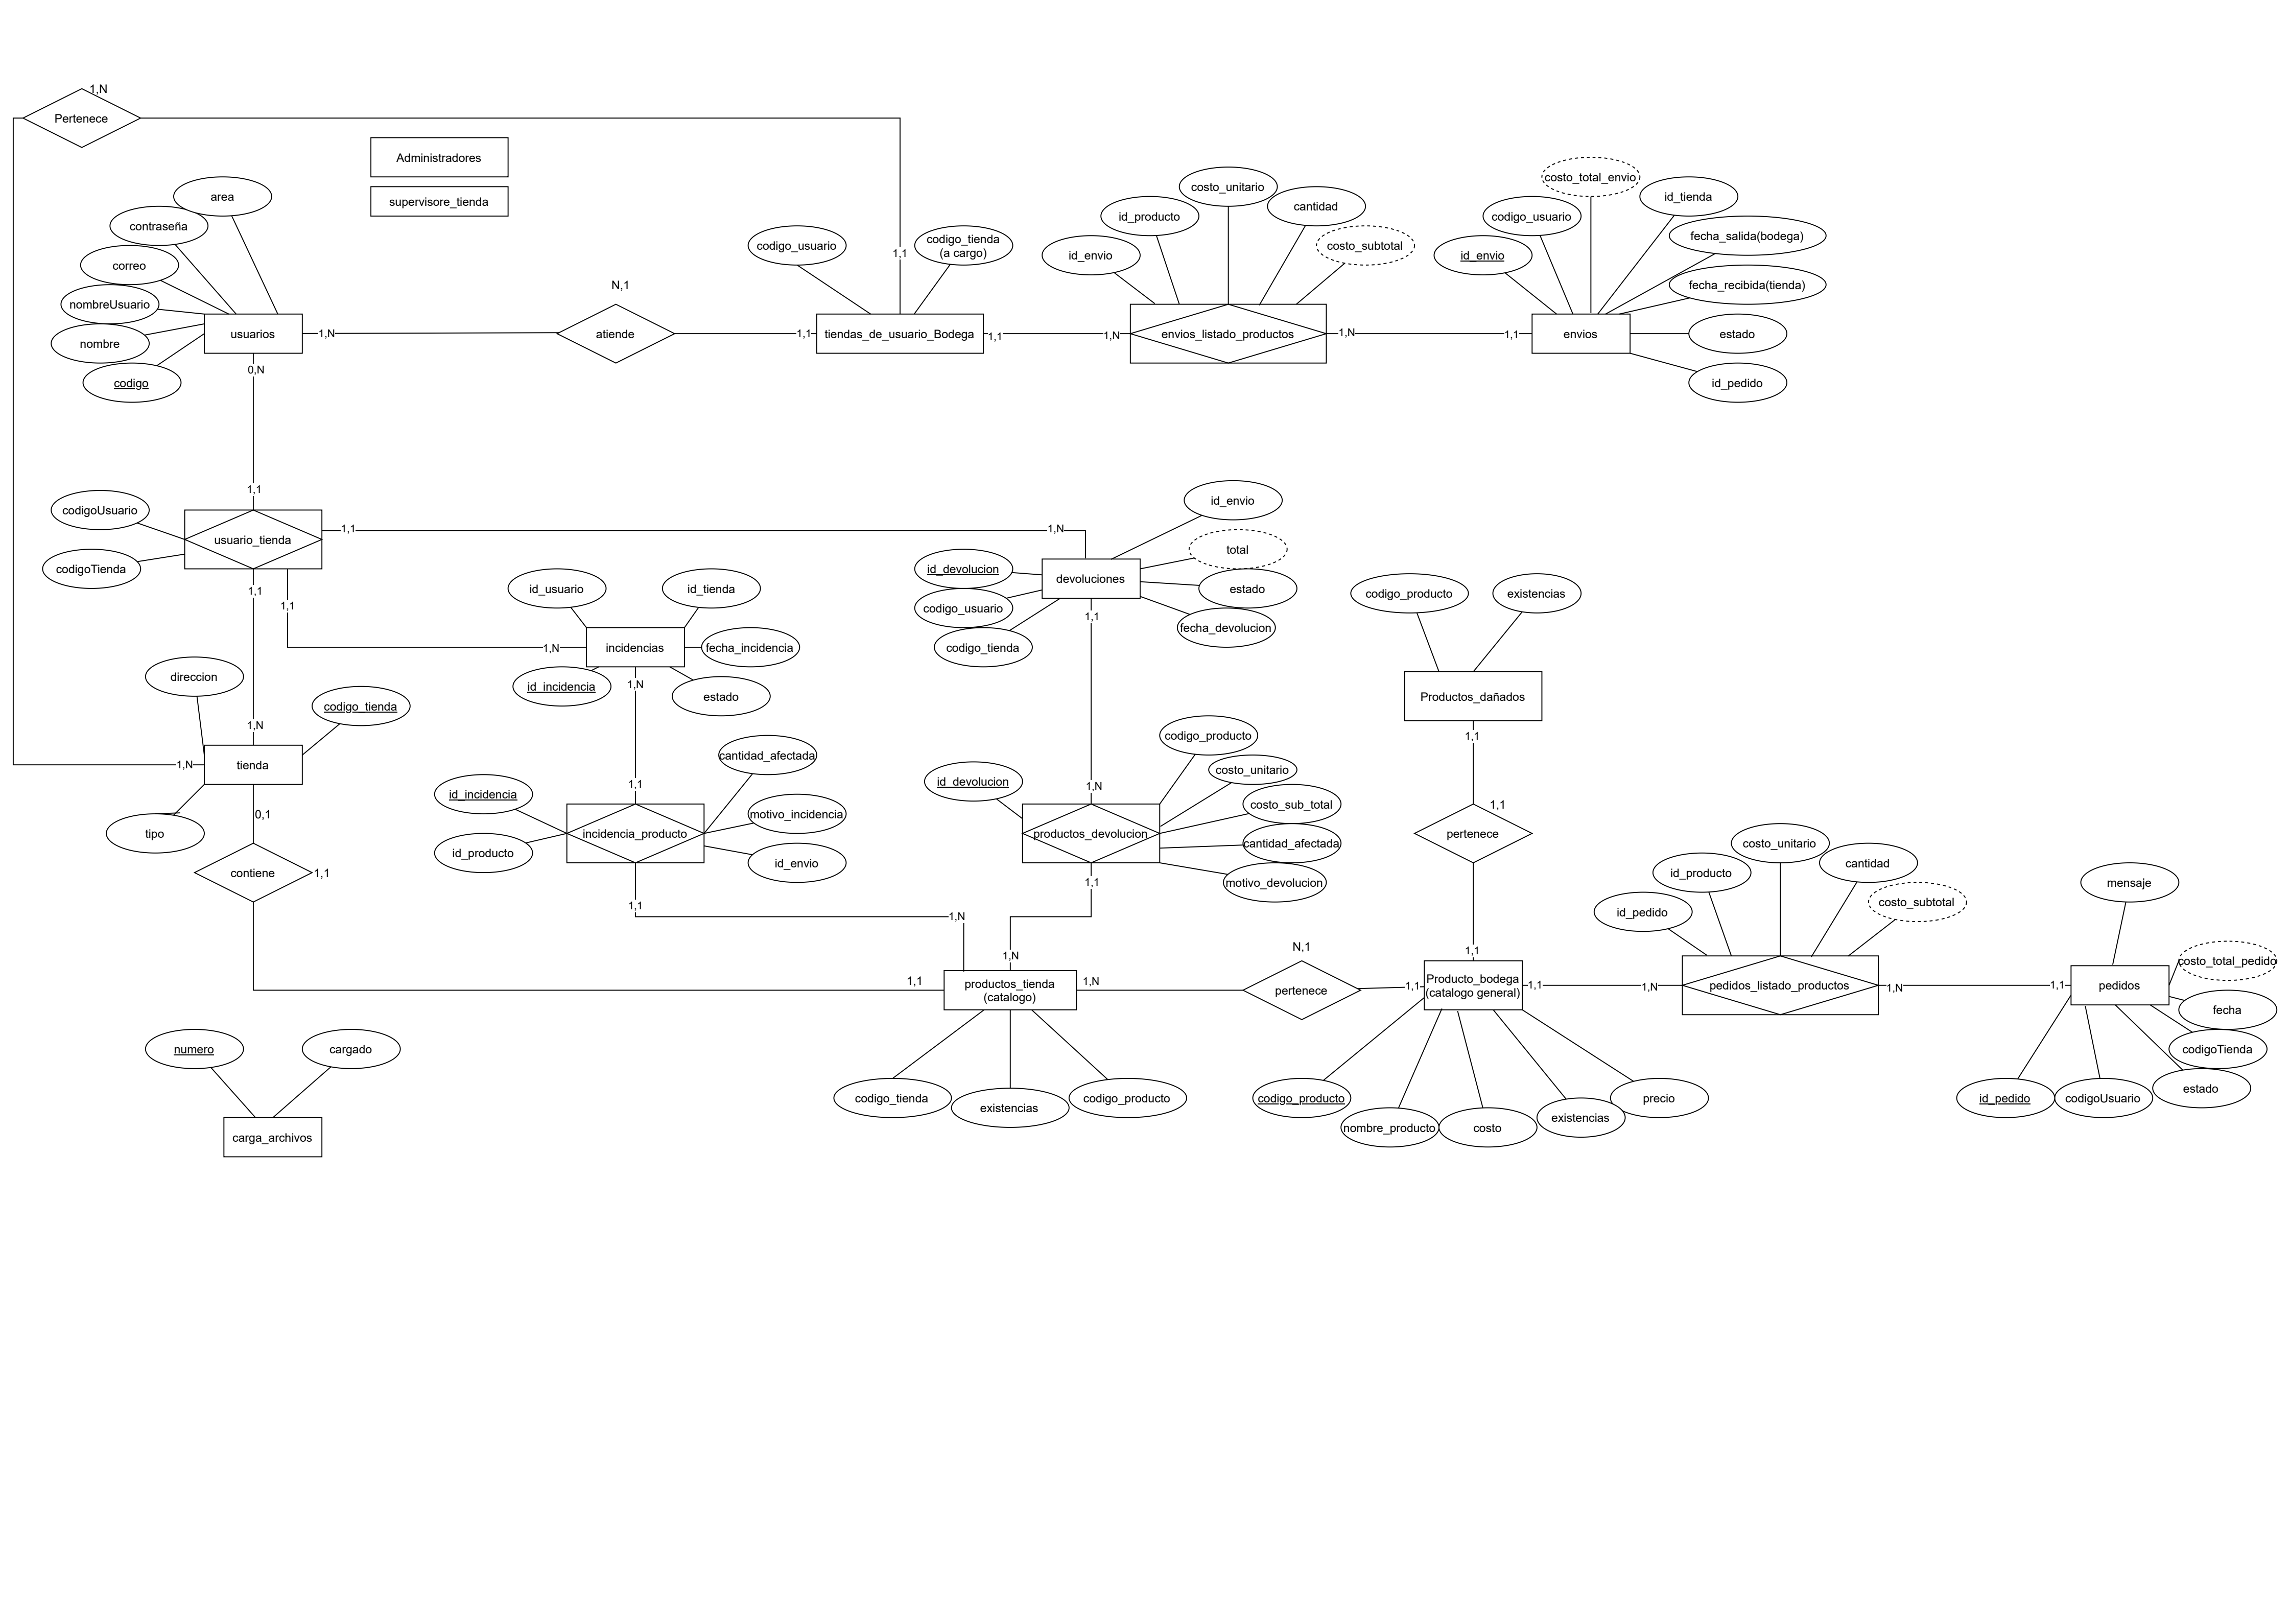 1,N
Pertenece
Administradores
supervisore_tienda
area
contraseña
correo
nombreUsuario
nombre
codigo
usuarios
1,N
0,N
N,1
atiende
1,1
codigo_usuario
codigo_tienda
(a cargo)
1,1
tiendas_de_usuario_Bodega
1,1
1,N
id_envio
id_producto
costo_unitario
cantidad
costo_subtotal
envios_listado_productos
1,N
1,1
id_envio
codigo_usuario
costo_total_envio
id_tienda
fecha_salida(bodega)
fecha_recibida(tienda)
estado
id_pedido
envios
1,1
codigoUsuario
codigoTienda
usuario_tienda
1,1
1,N
1,1
1,1
id_usuario
id_tienda
fecha_incidencia
estado
id_incidencia
incidencias
1,N
1,N
id_envio
total
estado
fecha_devolucion
id_devolucion
codigo_usuario
codigo_tienda
devoluciones
1,1
codigo_producto
existencias
Productos_dañados
1,1
direccion
codigo_tienda
1,N
1,N
tienda
tipo
0,1
contiene
1,1
1,1
id_incidencia
id_producto
cantidad_afectada
motivo_incidencia
id_envio
incidencia_producto
1,1
1,N
1,N
id_devolucion
codigo_producto
costo_unitario
costo_sub_total
cantidad_afectada
motivo_devolucion
productos_devolucion
1,1
1,N
1,1
pertenece
1,1
1,1
productos_tienda
(catalogo)
1,N
N,1
pertenece
1,1
Producto_bodega
(catalogo general)
1,1
1,N
id_pedido
id_producto
costo_unitario
cantidad
costo_subtotal
pedidos_listado_productos
1,N
1,1
mensaje
costo_total_pedido
fecha
codigoTienda
estado
codigoUsuario
id_pedido
pedidos
numero
cargado
carga_archivos
codigo_tienda
existencias
codigo_producto
codigo_producto
nombre_producto
costo
existencias
precio